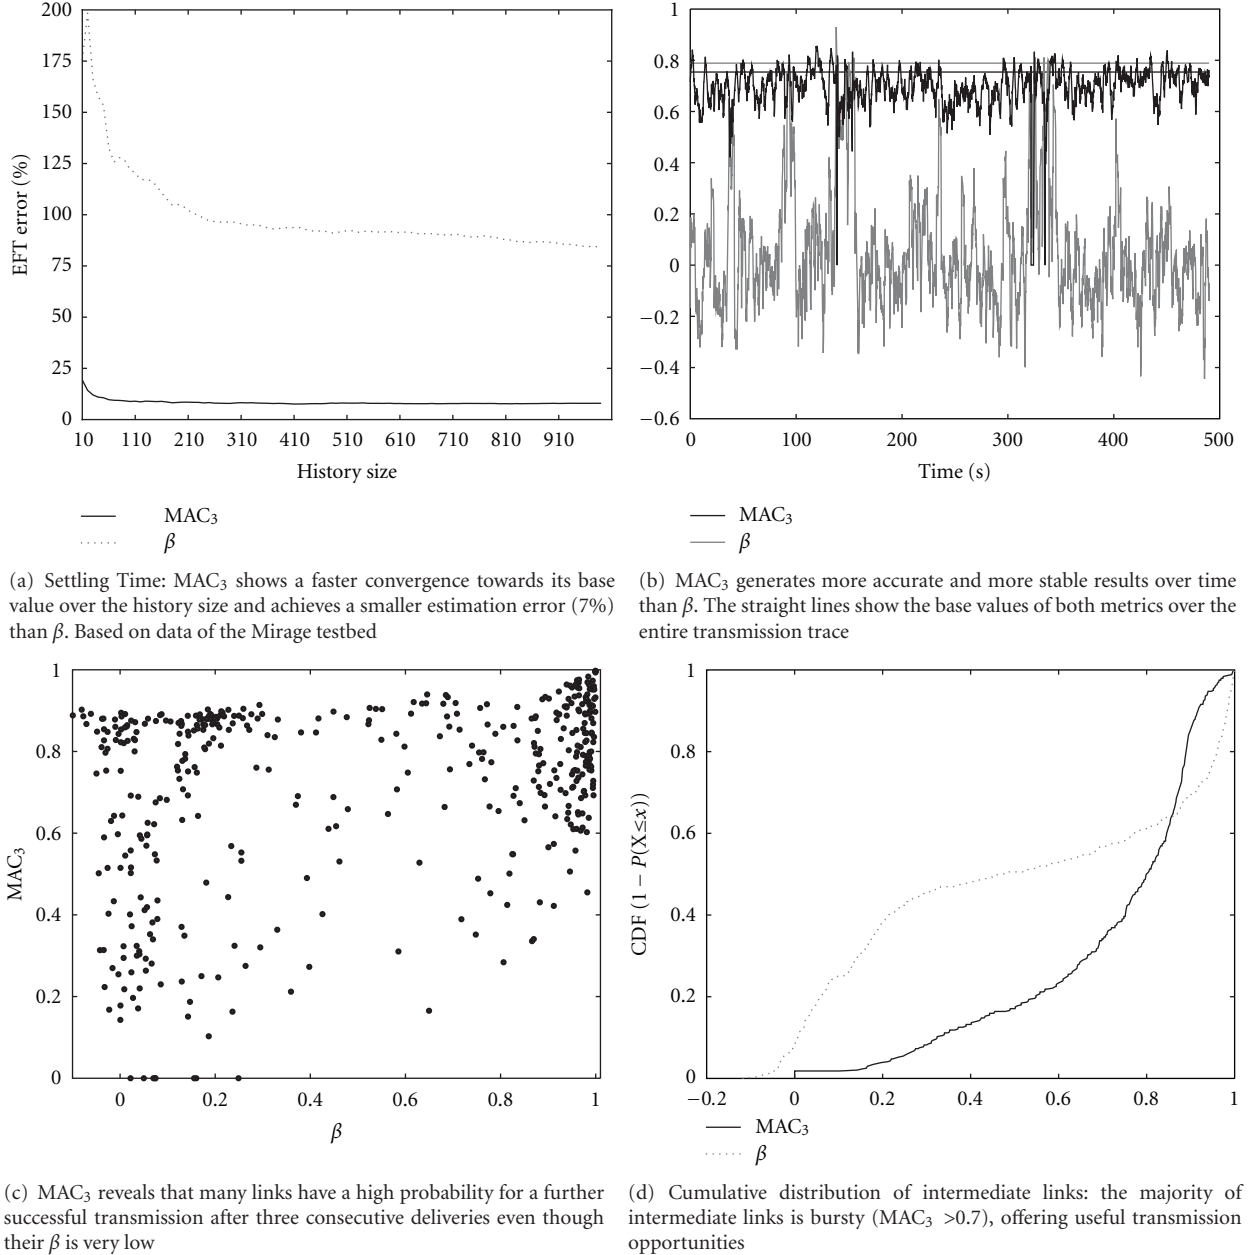 200
175
150
125
100
75
50
25
0
EFT error (%)
10 110 210 310 410 510 610 710 810 910
History size
MAC₃
β
(a) Settling Time: MAC₃ shows a faster convergence towards its base
value over the history size and achieves a smaller estimation error (7%)
than β. Based on data of the Mirage testbed
1
0.8
0.6
0.4
0.2
0
−0.2
−0.4
−0.6
0 100 200 300 400 500
Time (s)
MAC₃
β
(b) MAC₃ generates more accurate and more stable results over time
than β. The straight lines show the base values of both metrics over the
entire transmission trace
1
0.8
0.6
0.4
0.2
0
MAC₃
0 0.2 0.4 0.6 0.8 1
β
(c) MAC₃ reveals that many links have a high probability for a further
successful transmission after three consecutive deliveries even though
their β is very low
1
0.8
0.6
0.4
0.2
0
CDF (1 − P(X≤x))
−0.2 0 0.2 0.4 0.6 0.8 1
MAC₃
β
(d) Cumulative distribution of intermediate links: the majority of
intermediate links is bursty (MAC₃ >0.7), offering useful transmission
opportunities